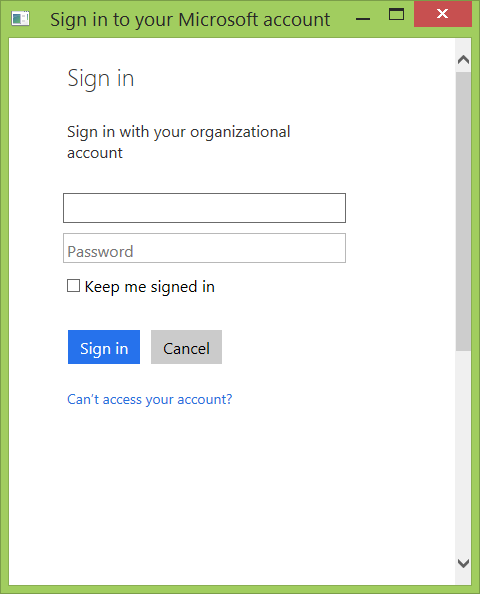 Sign in to your Microsoft account
Sign in
Sign in with your organizational
account
Password
Keep me signed in
Sign in
Cancel
Can't access your account?